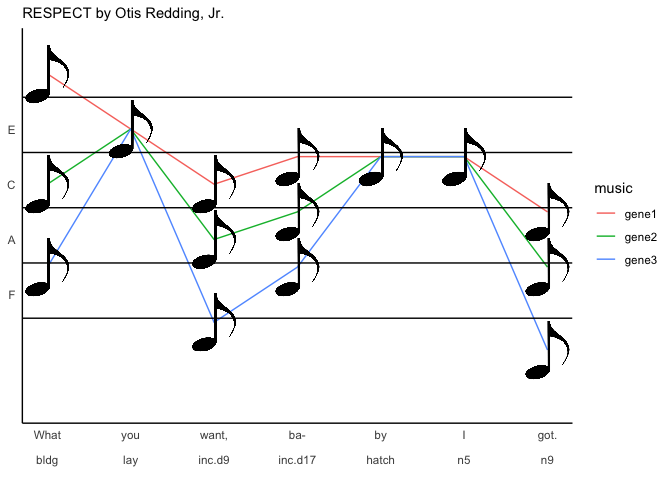 RESPECT by Otis Redding, Jr.
E
C
A
F
music
gene1
gene2
gene3
What you want, ba- by I got.
bldg lay inc.d9 inc.d17 hatch n5 n9